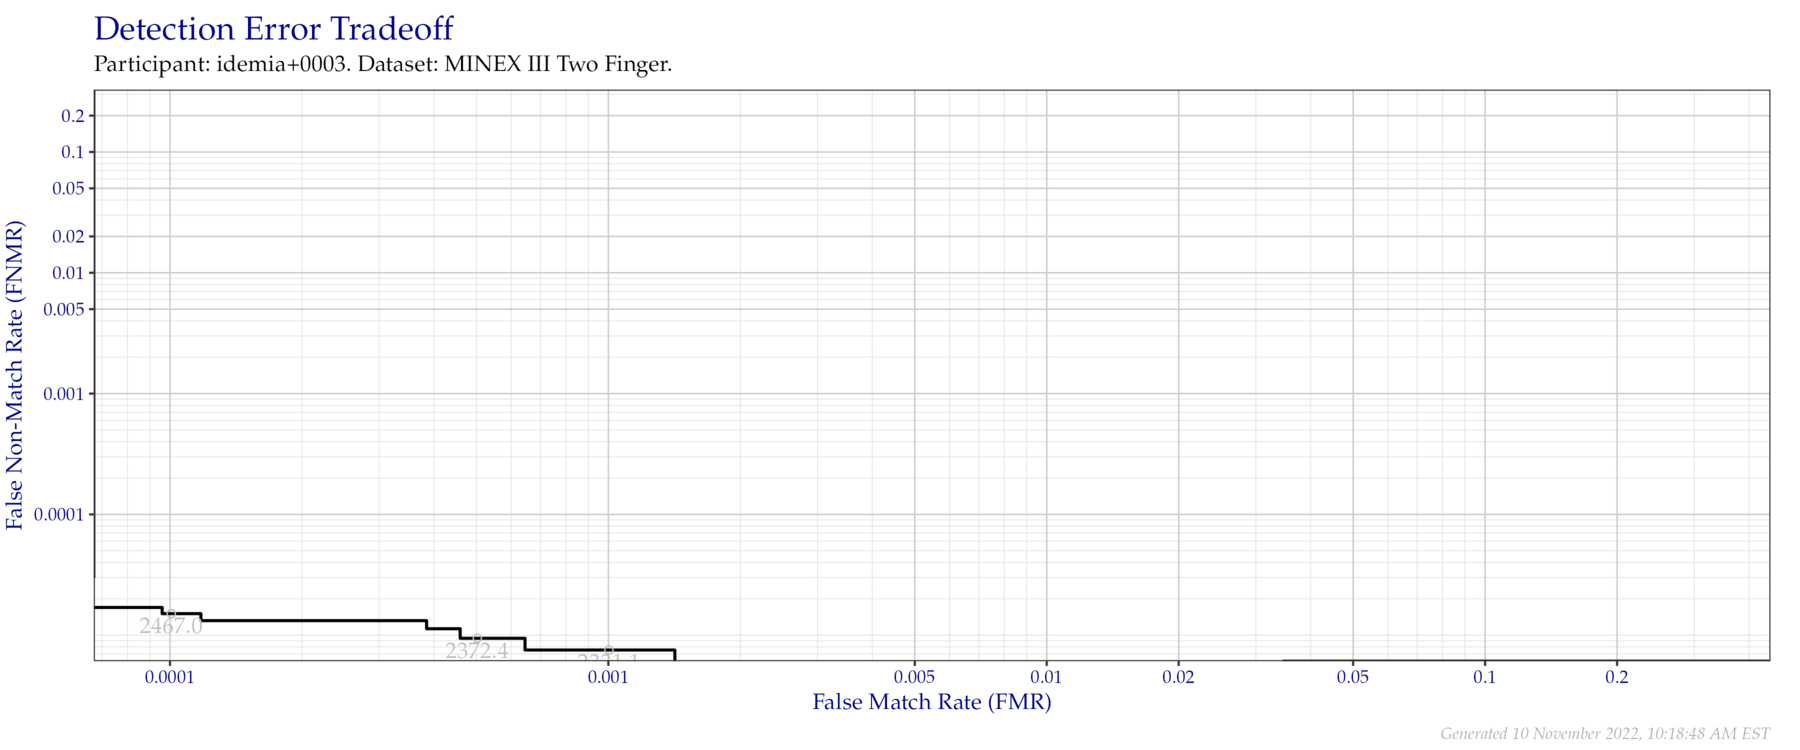 Detection Error Tradeoff
Participant: idemia+0003. Dataset: MINEX III Two Finger.
False Non-Match Rate (FNMR)
0.2
0.1
0.05
0.02
0.01
0.005
0.001
0.0001
2467.0
2372.4
0.0001 0.001 0.005 0.01 0.02 0.05 0.1 0.2
False Match Rate (FMR)
Generated 10 November 2022, 10:18:48 AM EST